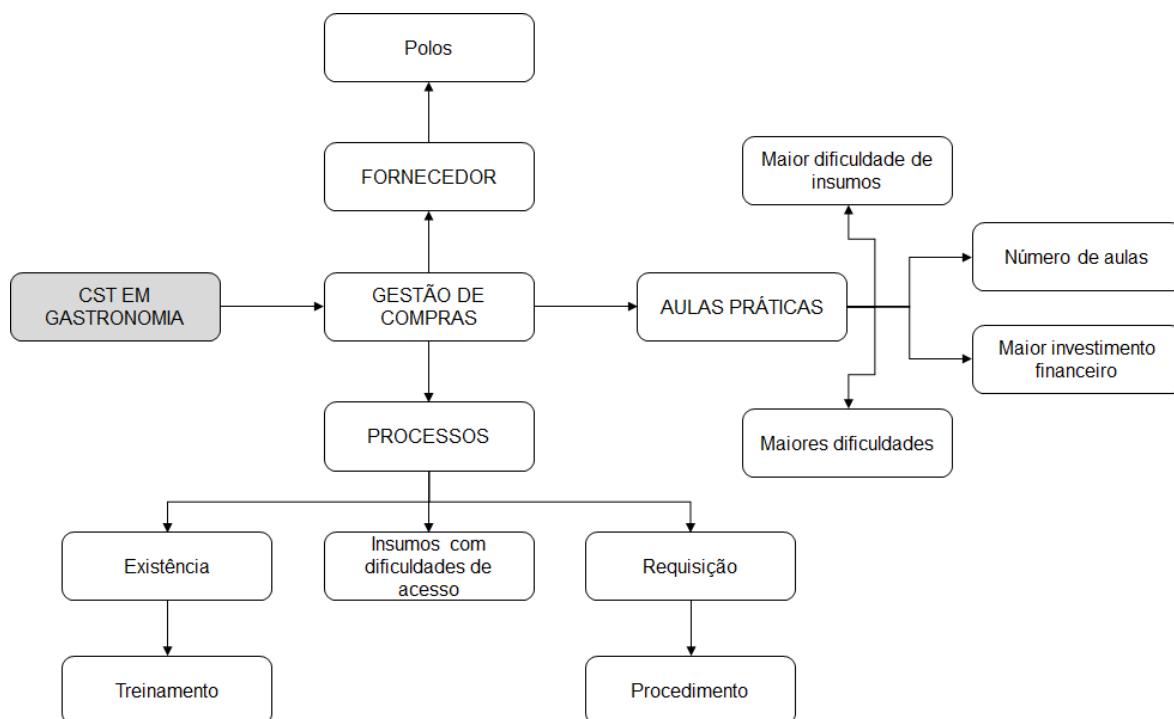 Polos
FORNECEDOR
Maior dificuldade de
insumos
CST EM
GASTRONOMIA
GESTÃO DE
COMPRAS
AULAS PRÁTICAS
Número de aulas
Maior investimento
financeiro
PROCESSOS
Maiores dificuldades
Existência
Insumos com
dificuldades de
acesso
Requisição
Treinamento
Procedimento